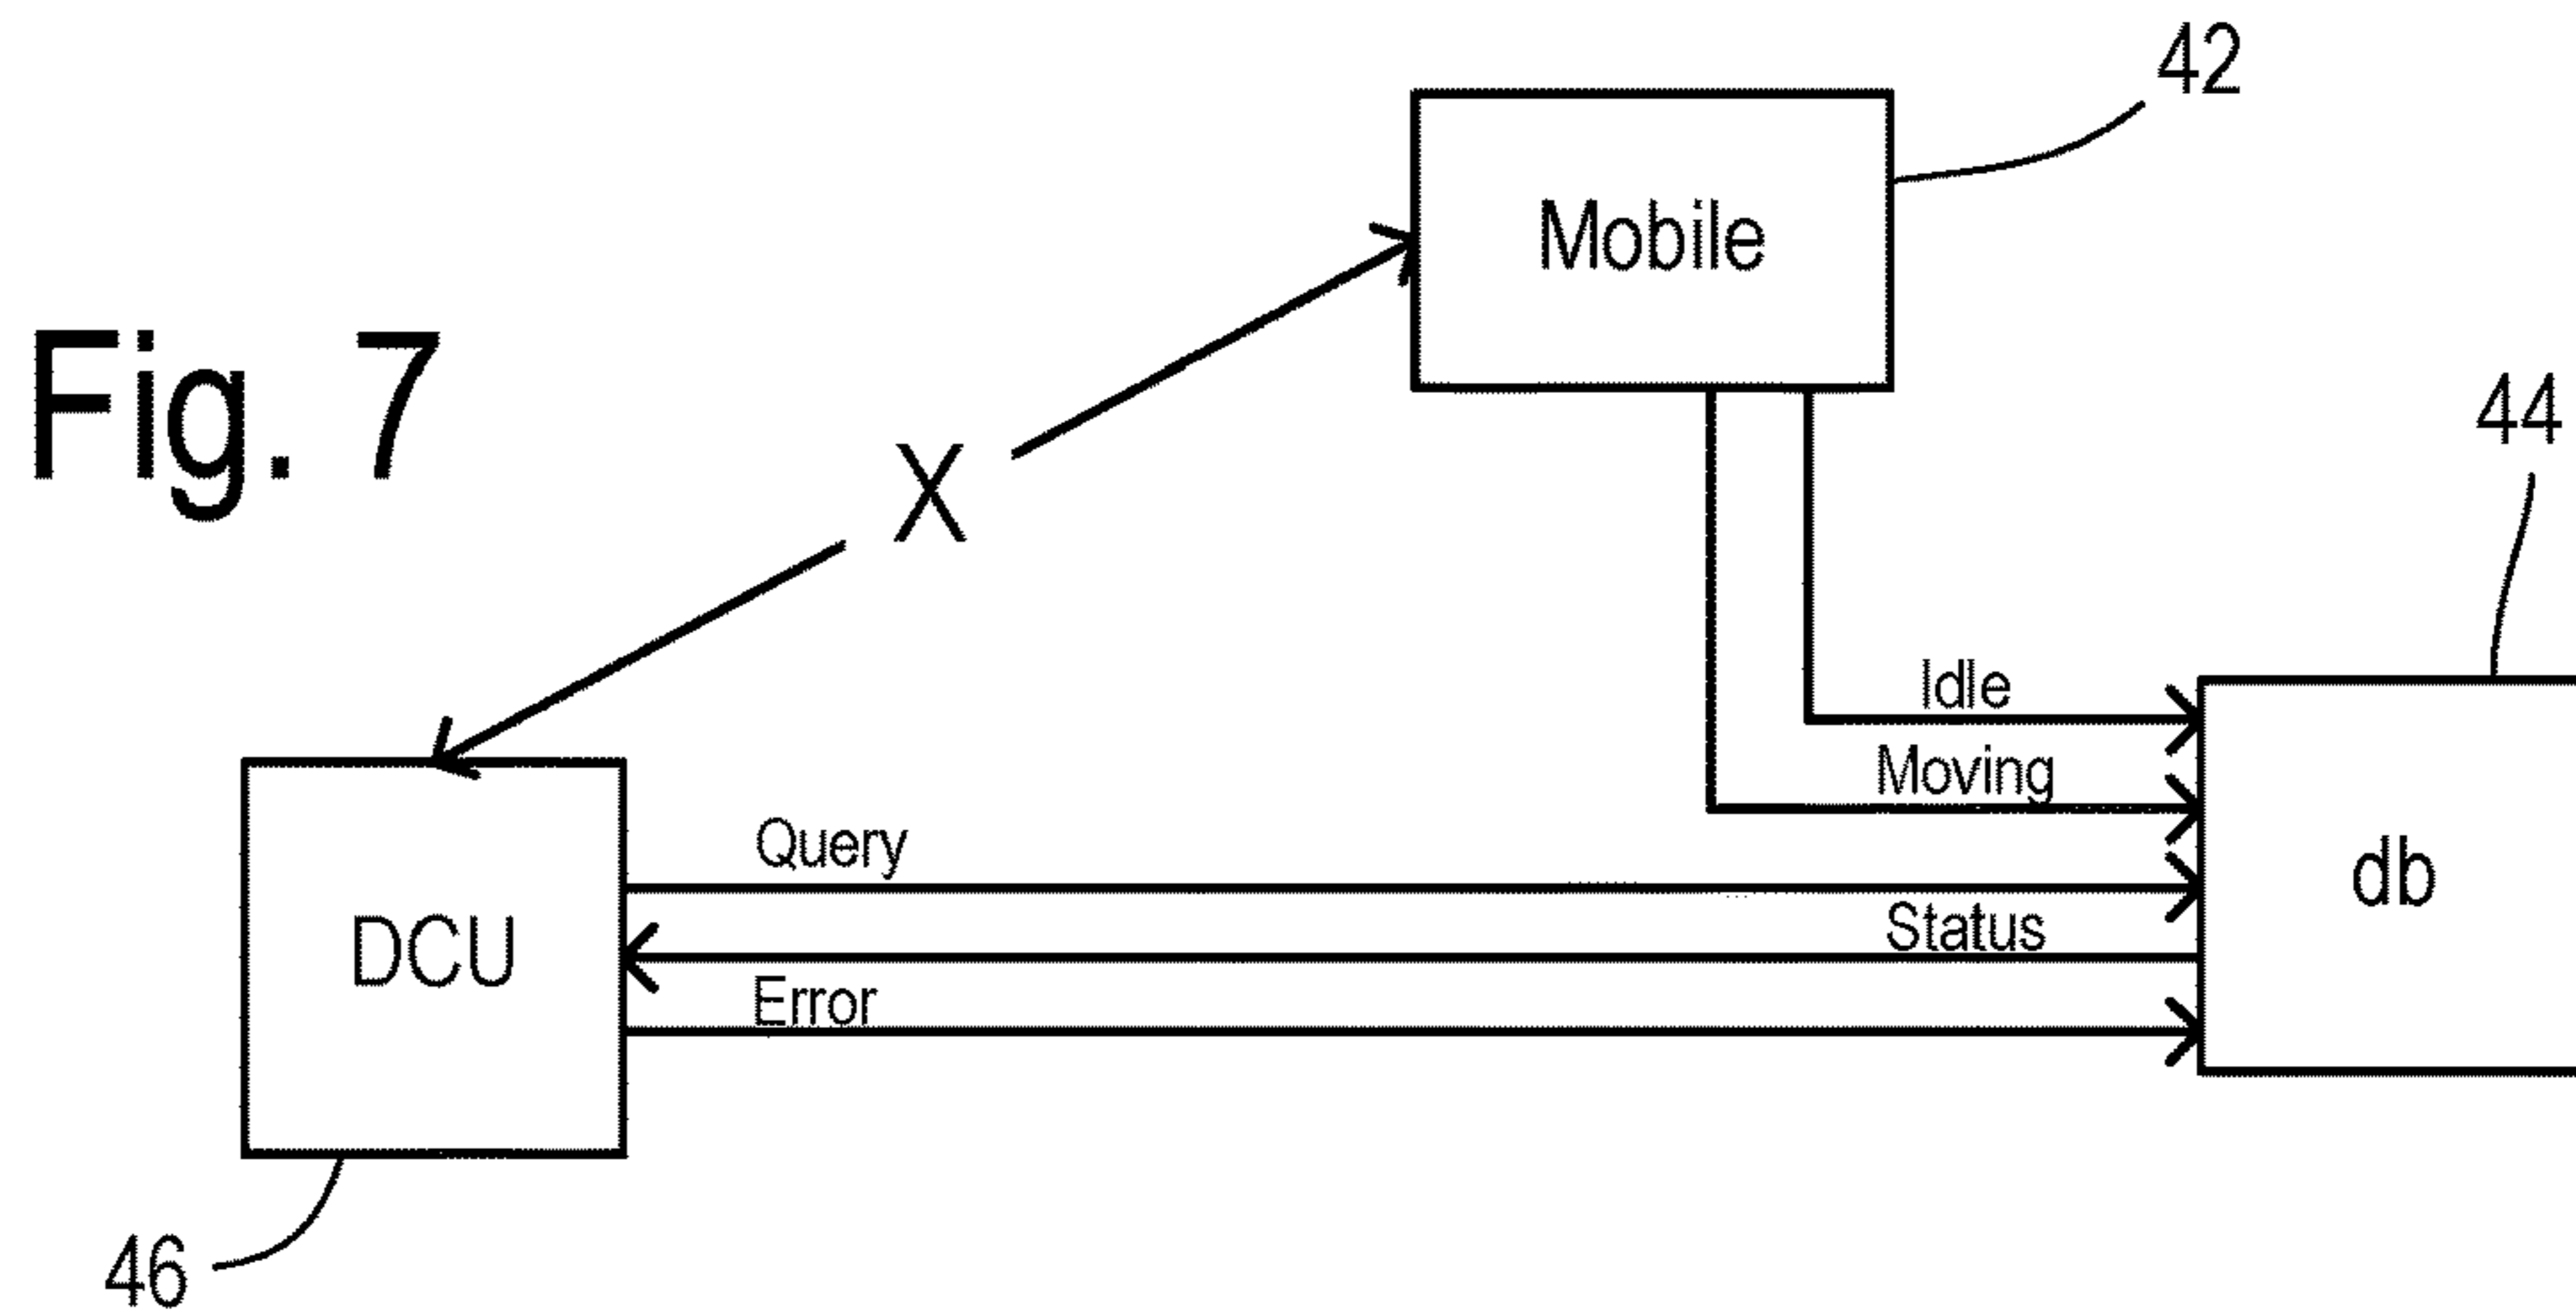 42
Mobile
Fig. 7
44
X
Idle
Moving
Query
db
Status
DCU
Error
46